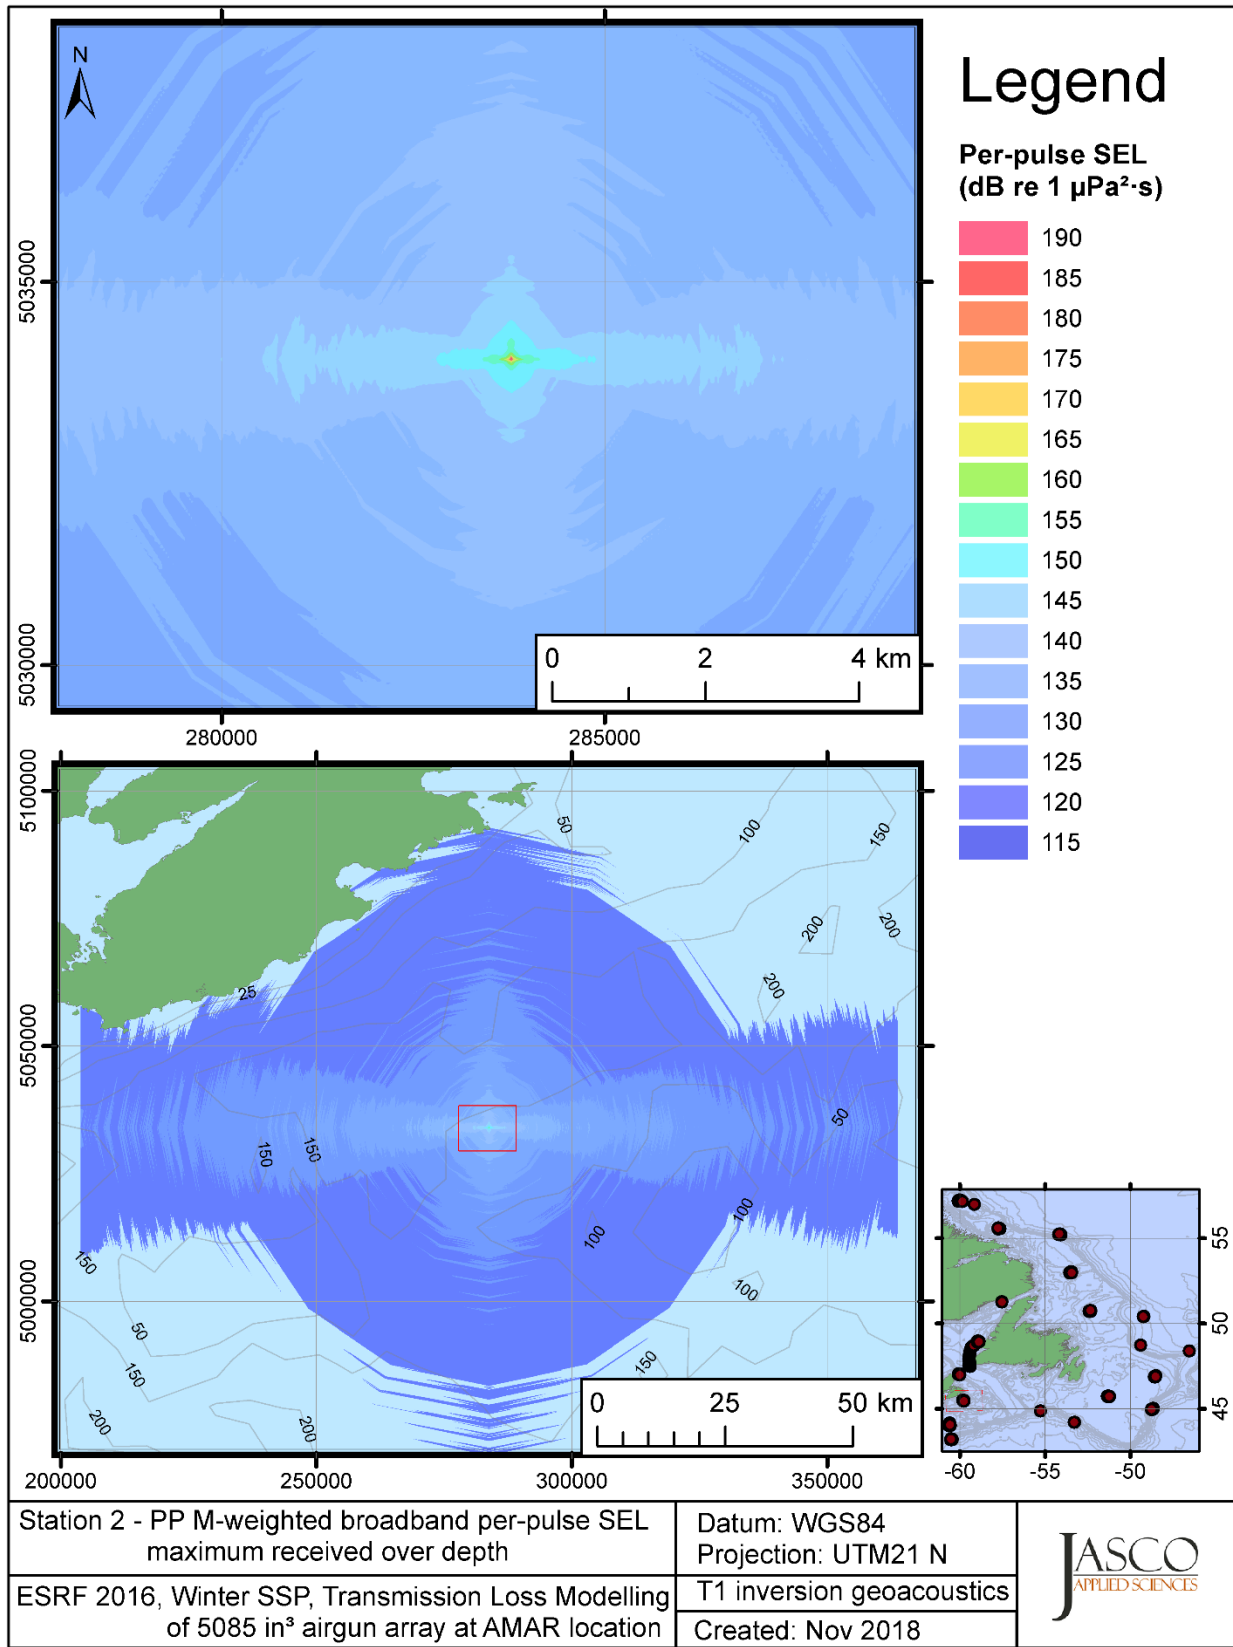 N
5035000
5030000
0 2 4 km
280000 285000
Legend
Per-pulse SEL
(dB re 1 µPa²·s)
190
185
180
175
170
165
160
155
150
145
140
135
130
125
120
115
5100000
5050000
5000000
50
100
150
200
200
200
25
150
150
50
100
100
100
150
50
150
200
200
150
0 25 50 km
200000 250000 300000 350000
55
50
45
-60 -55 -50
Station 2 - PP M-weighted broadband per-pulse SEL
maximum received over depth
ESRF 2016, Winter SSP, Transmission Loss Modelling
of 5085 in³ airgun array at AMAR location
Datum: WGS84
Projection: UTM21 N
T1 inversion geoacoustics
Created: Nov 2018
JASCO
APPLIED SCIENCES